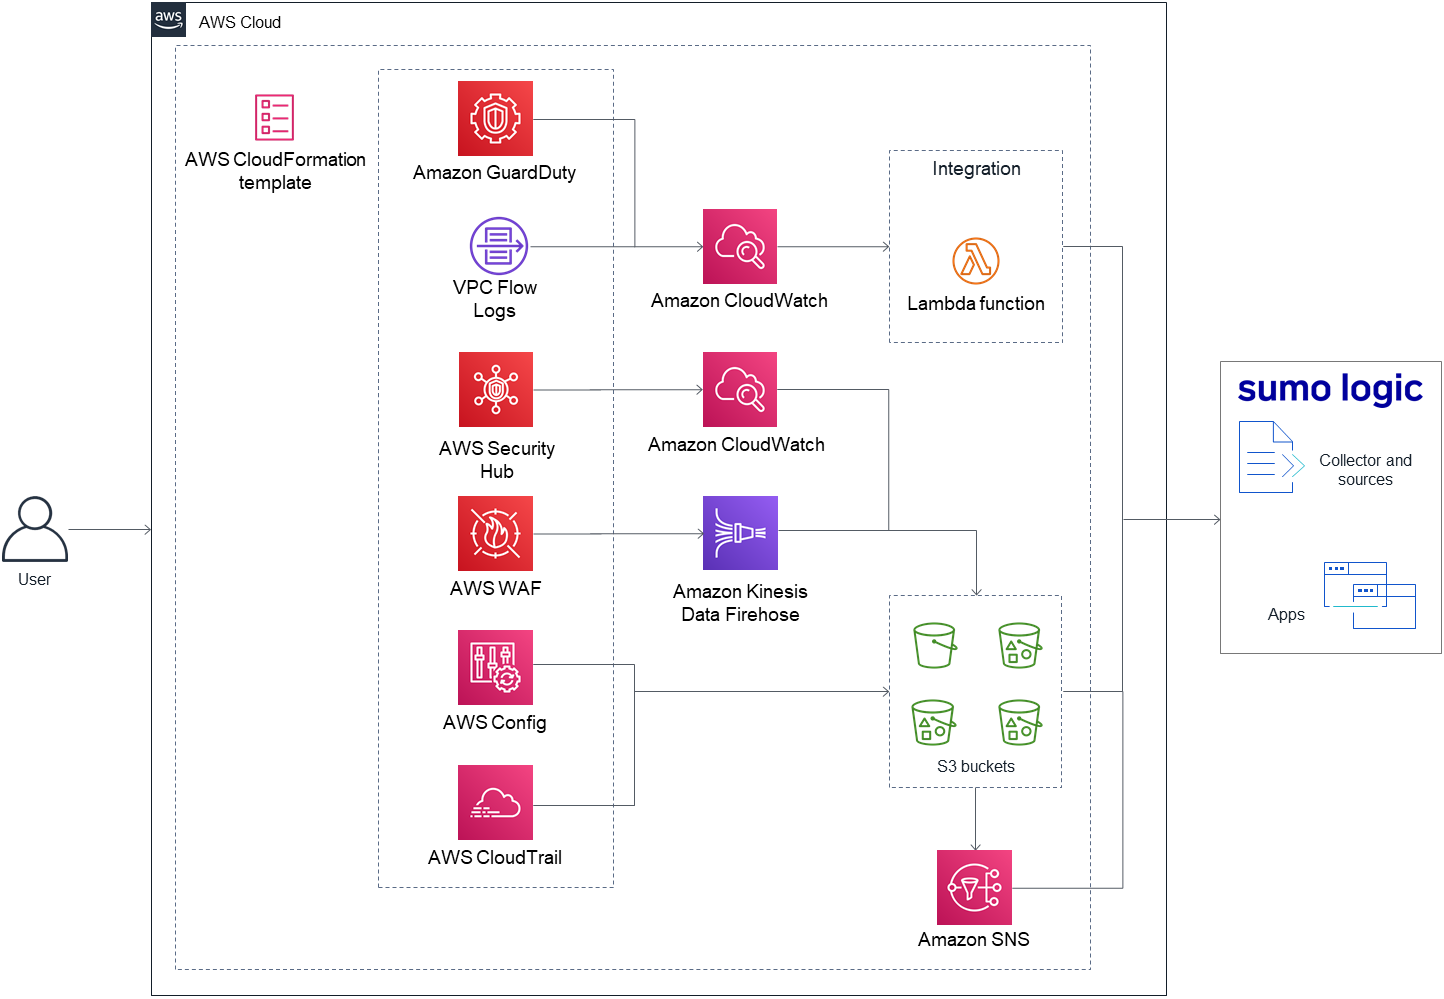 aws
AWS Cloud
AWS CloudFormation
template
Amazon GuardDuty
VPC Flow
Logs
Amazon CloudWatch
Integration
Lambda function
AWS Security
Hub
Amazon CloudWatch
AWS WAF
Amazon Kinesis
Data Firehose
AWS Config
AWS CloudTrail
S3 buckets
Amazon SNS
User
sumo logic
Collector and
sources
Apps